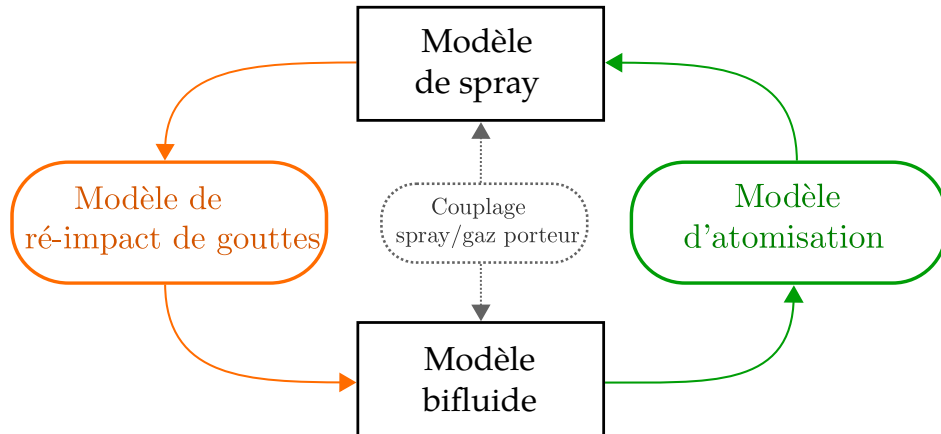 Modèle
de spray
Modèle de
ré-impact de gouttes
Couplage
spray/gaz porteur
Modèle
d'atomisation
Modèle
bifluide